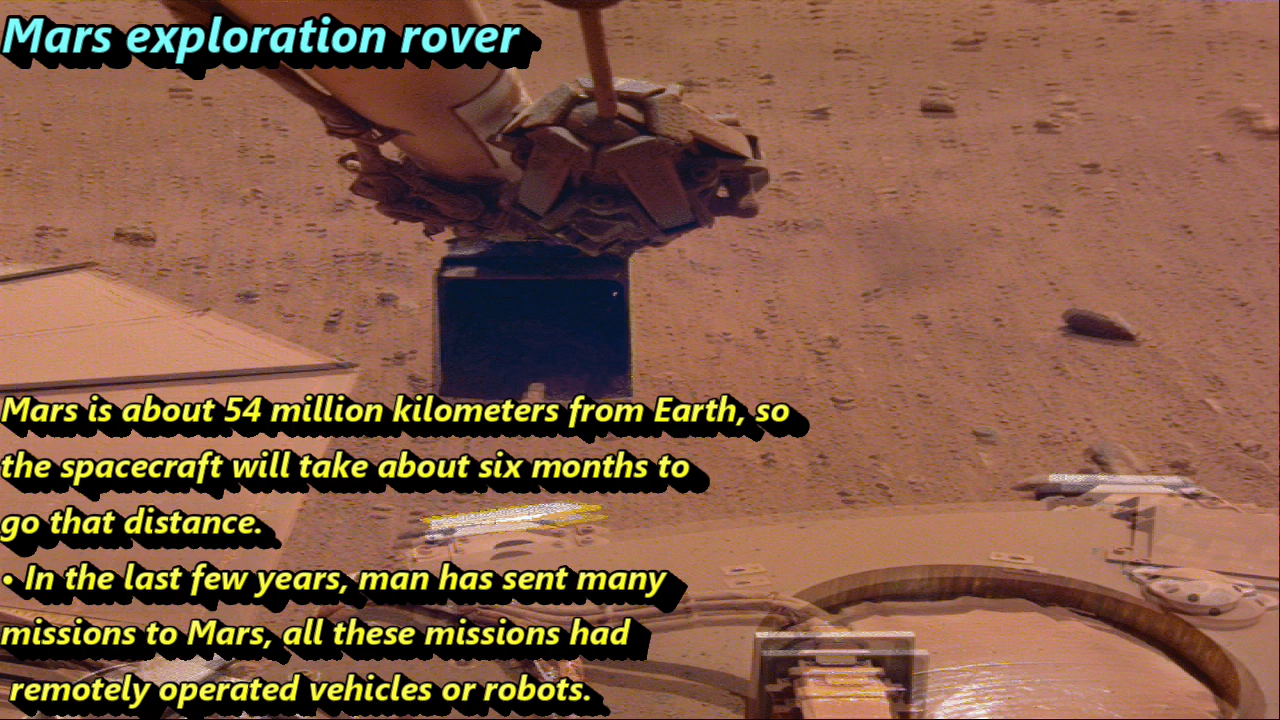 Mars exploration rover
Mars is about 54 million kilometers from Earth, so
the spacecraft will take about six months to
go that distance.
• In the last few years, man has sent many
missions to Mars, all these missions had
remotely operated vehicles or robots.